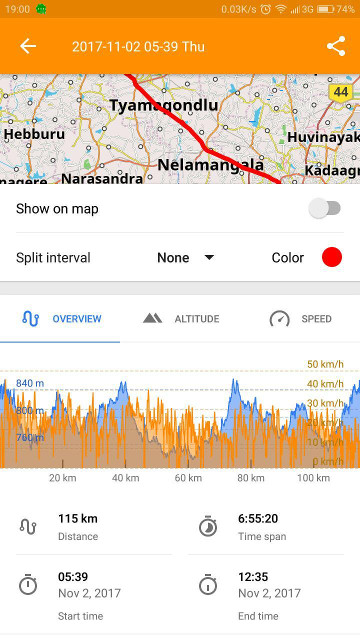 19:00
0.03K/s
3G
74%
2017-11-02 05-39 Thu
44
Tyamagondlu
Hebburu
Huvinayak
Nelamangala
Kadaagr
nagere
Narasandra
Show on map
Split interval
None
Color
OVERVIEW
ALTITUDE
SPEED
50 km/h
840 m
40 km/h
30 km/h
800 m
20 km/h
760 m
10 km/h
0 km/h
20 km
40 km
60 km
80 km
100 km
115 km
6:55:20
Distance
Time span
05:39
12:35
Nov 2, 2017
Nov 2, 2017
Start time
End time